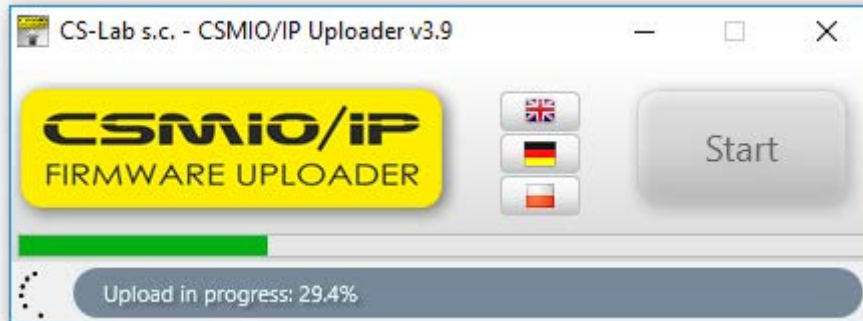 CS-Lab s.c. - CSMIO/IP Uploader v3.9
CSMIO/IP
FIRMWARE UPLOADER
Start
Upload in progress: 29.4%